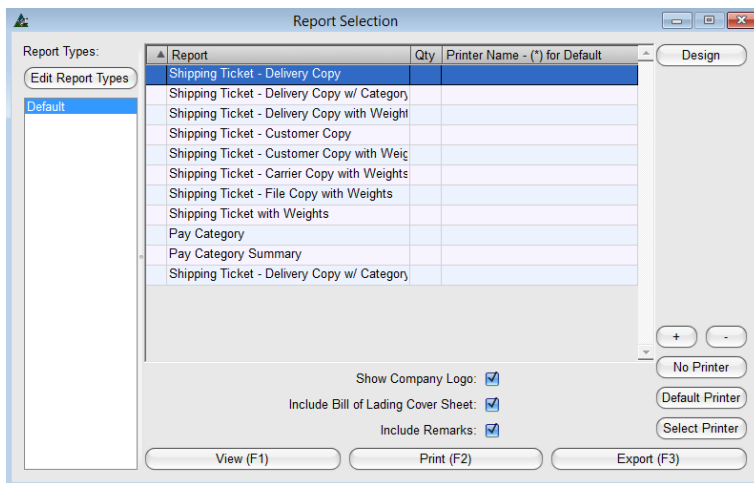 Report Selection
Report Types:
Edit Report Types
Default
Report Qty Printer Name - (*) for Default
Shipping Ticket - Delivery Copy
Shipping Ticket - Delivery Copy w/ Category
Shipping Ticket - Delivery Copy with Weight
Shipping Ticket - Customer Copy
Shipping Ticket - Customer Copy with Weig
Shipping Ticket - Carrier Copy with Weights
Shipping Ticket - File Copy with Weights
Shipping Ticket with Weights
Pay Category
Pay Category Summary
Shipping Ticket - Delivery Copy w/ Category
Design
+ -
No Printer
Default Printer
Select Printer
Show Company Logo:
Include Bill of Lading Cover Sheet:
Include Remarks:
View (F1) Print (F2) Export (F3)